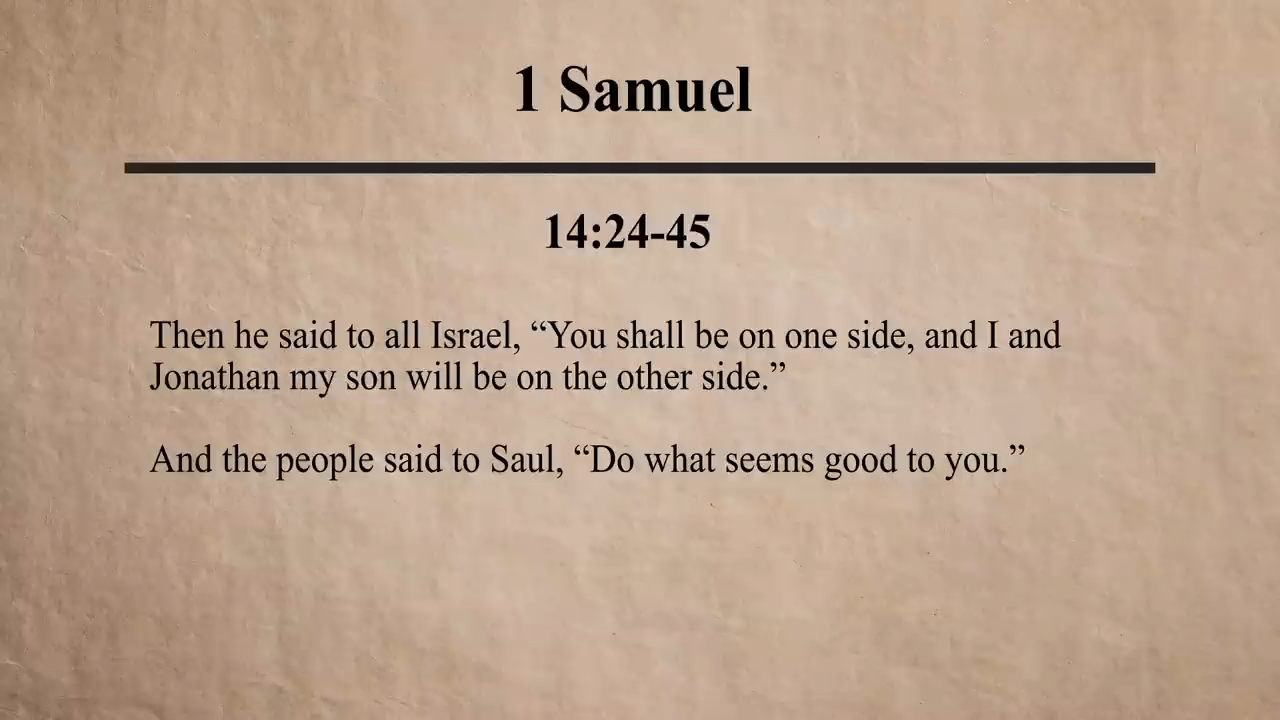 1 Samuel
14:24-45
Then he said to all Israel, “You shall be on one side, and I and
Jonathan my son will be on the other side.”
And the people said to Saul, “Do what seems good to you.”